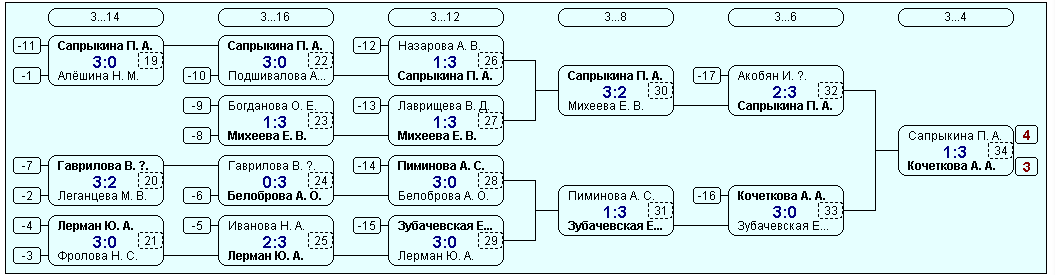 3...14
3...16
3...12
3...8
3...6
3...4
-11
Сапрыкина П. А.
3:0
19
-1
Алёшина Н. М.
-7
Гаврилова В. ?.
3:2
20
-2
Леганцева М. В.
-4
Лерман Ю. А.
3:0
21
-3
Фролова Н. С.
Сапрыкина П. А.
3:0
22
-10
Подшивалова А...
-9
Богданова О. Е.
1:3
23
-8
Михеева Е. В.
Гаврилова В. ?.
0:3
24
-6
Белоброва А. О.
-5
Иванова Н. А.
2:3
25
Лерман Ю. А.
-12
Назарова А. В.
1:3
26
Сапрыкина П. А.
-13
Лаврищева В. Д.
1:3
27
Михеева Е. В.
-14
Пиминова А. С.
3:0
28
Белоброва А. О.
-15
Зубачевская Е...
3:0
29
Лерман Ю. А.
Сапрыкина П. А.
3:2
30
Михеева Е. В.
Пиминова А. С.
1:3
31
Зубачевская Е...
-17
Акобян И. ?.
2:3
32
Сапрыкина П. А.
-16
Кочеткова А. А.
3:0
33
Зубачевская Е...
Сапрыкина П. А.
4
1:3
34
Кочеткова А. А.
3